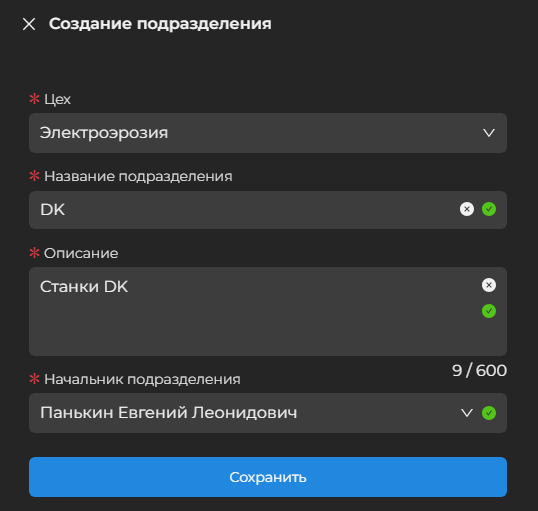 Создание подразделения
* Цех
Электроэрозия
* Название подразделения
DK
* Описание
Станки DK
9 / 600
* Начальник подразделения
Панькин Евгений Леонидович
Сохранить